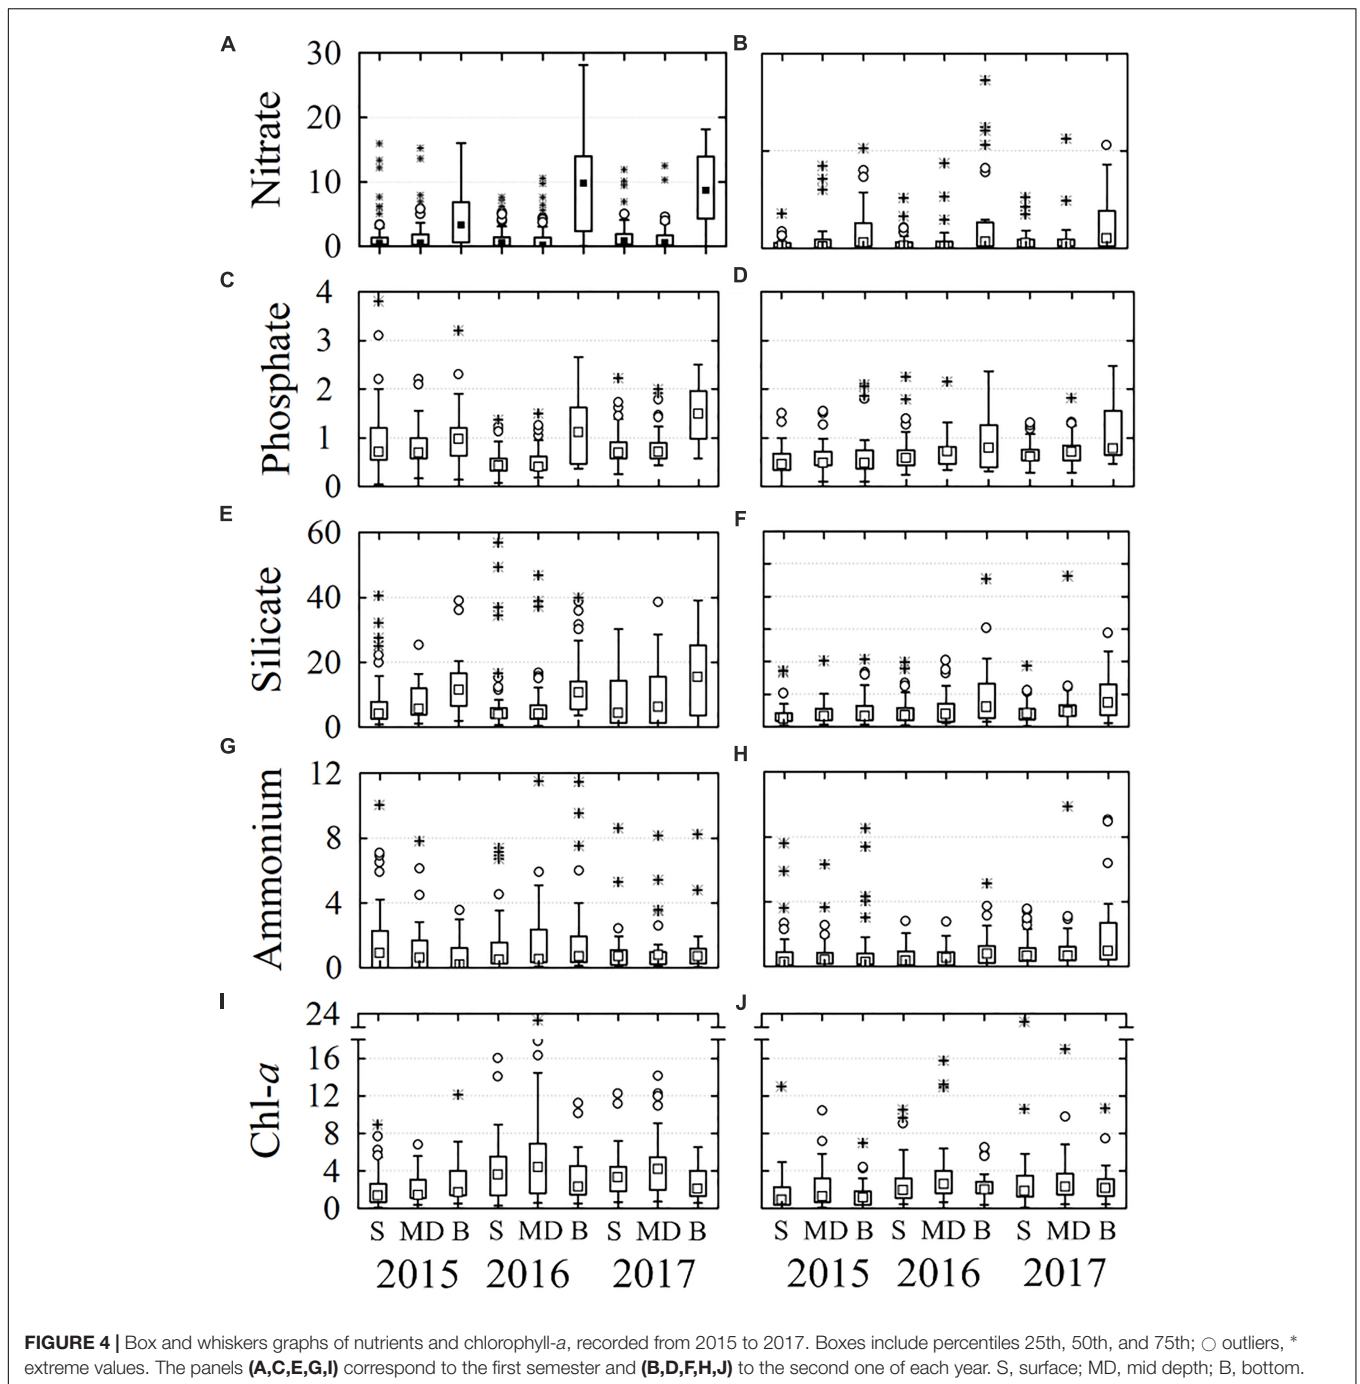 A
B
Nitrate
30
20
10
0
C
D
Phosphate
4
3
2
1
0
E
F
Silicate
60
40
20
0
G
H
Ammonium
12
8
4
0
I
J
Chl-a
24
16
12
8
4
0
S MD B S MD B S MD B
S MD B S MD B S MD B
2015 2016 2017
2015 2016 2017
FIGURE 4 | Box and whiskers graphs of nutrients and chlorophyll-a, recorded from 2015 to 2017. Boxes include percentiles 25th, 50th, and 75th; ○ outliers, *
extreme values. The panels (A,C,E,G,I) correspond to the first semester and (B,D,F,H,J) to the second one of each year. S, surface; MD, mid depth; B, bottom.